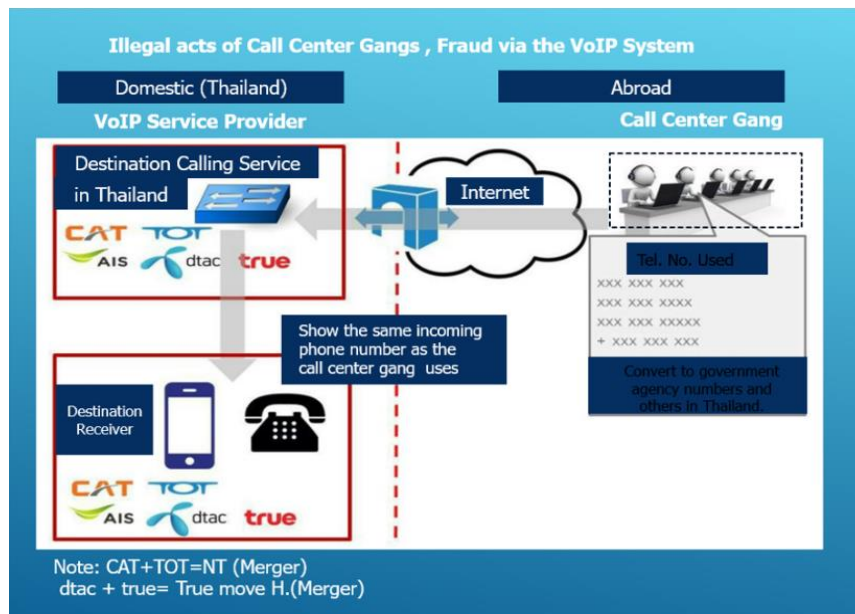 Illegal acts of Call Center Gangs , Fraud via the VoIP System
Domestic (Thailand)
Abroad
VoIP Service Provider
Call Center Gang
Destination Calling Service
in Thailand
CAT TOT
AIS dtac true
Internet
Tel. No. Used
xxx xxx xxx
xxx xxx xxxx
xxx xxx xxxxx
+ xxx xxx xxx
Convert to government
agency numbers and
others in Thailand.
Show the same incoming
phone number as the
call center gang uses
Destination
Receiver
CAT TOT
AIS dtac true
Note: CAT+TOT=NT (Merger)
dtac + true= True move H.(Merger)